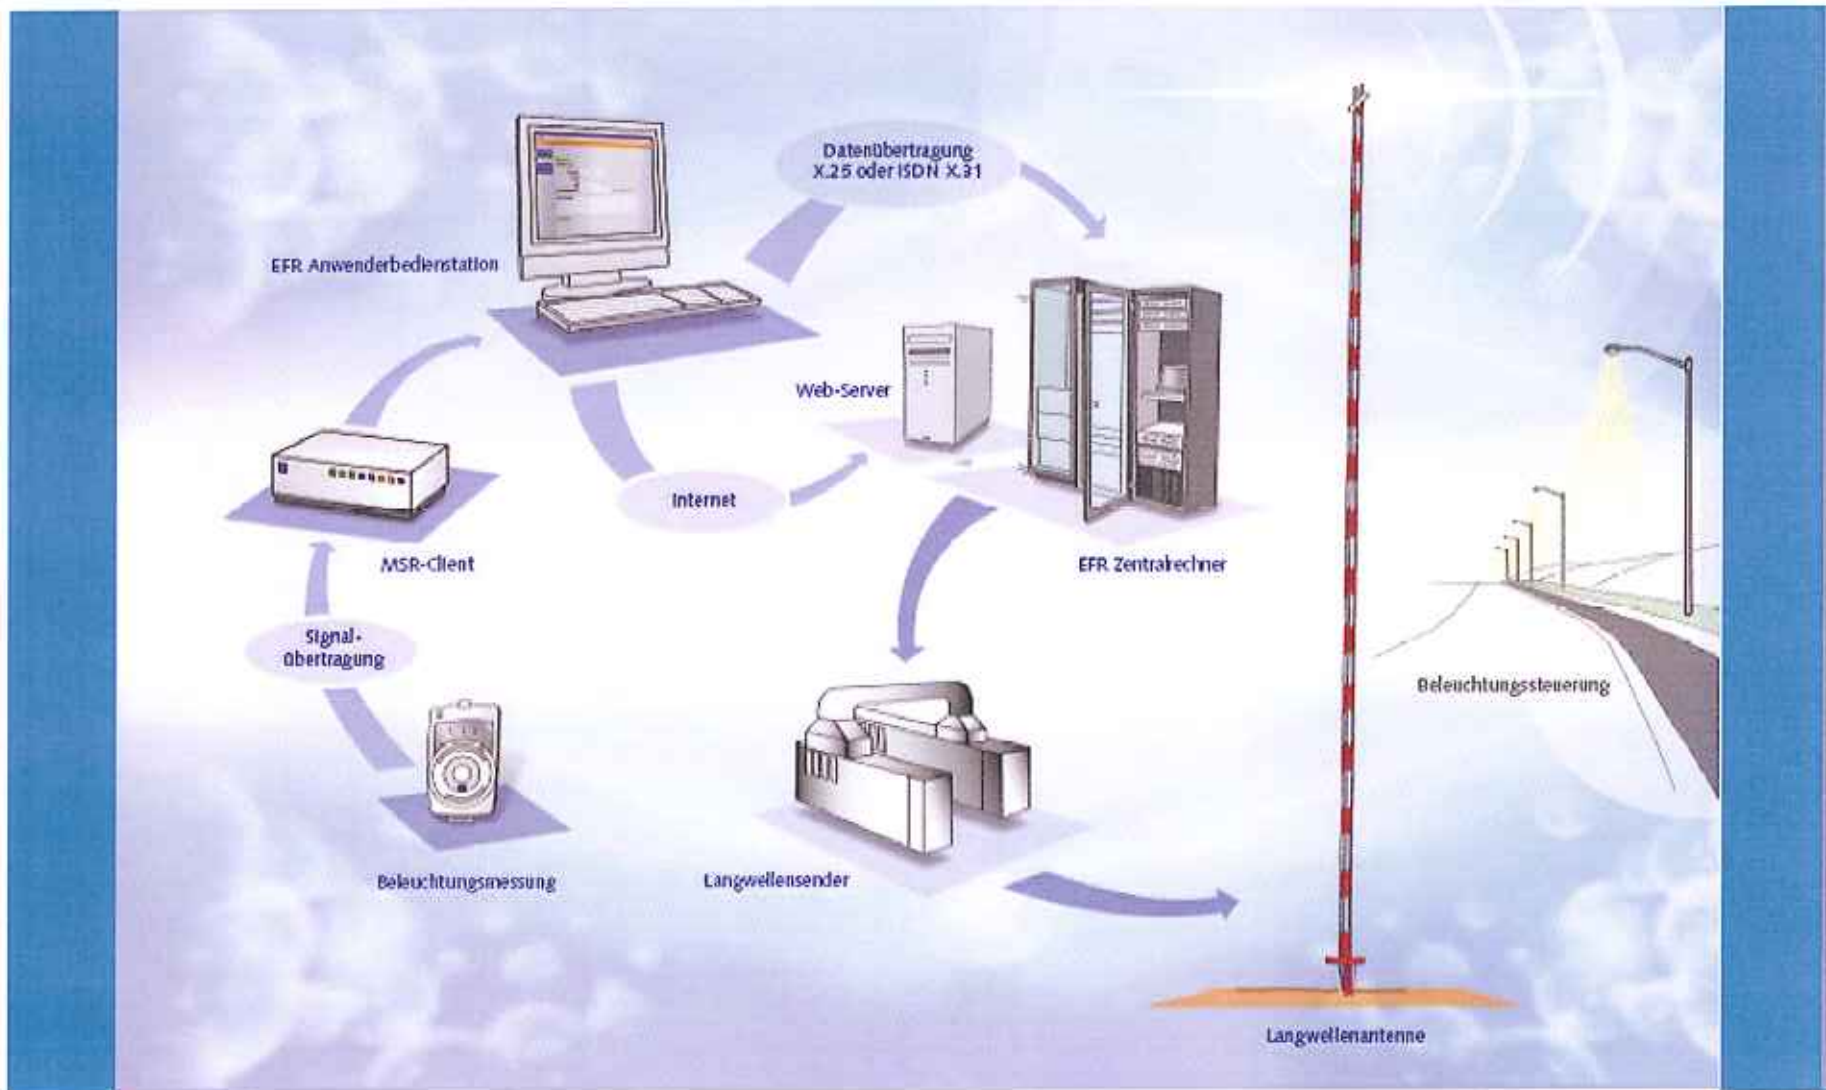 Datenübertragung
X.25 oder ISDN X.31
EFR Anwenderbedienstation
Web-Server
Internet
MSR-Client
EFR Zentralrechner
Signal-
übertragung
Beleuchtungssteuerung
Beleuchtungsmessung
Langwellensender
Langwellenantenne